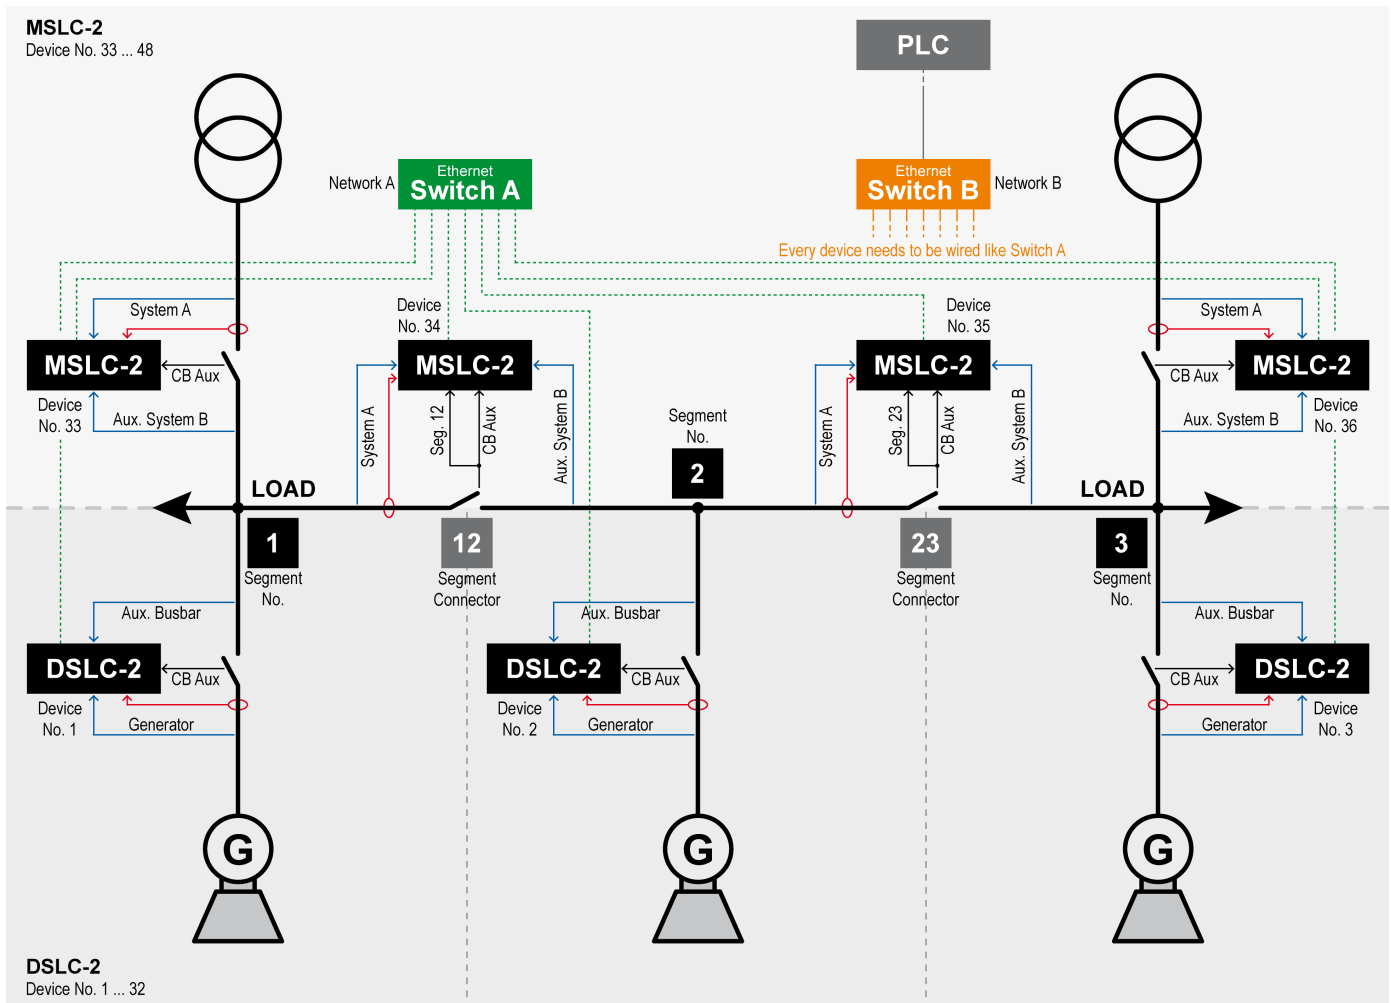 MSLC-2
Device No. 33 ... 48
PLC
Ethernet
Switch A
Network A
Ethernet
Switch B
Network B
Every device needs to be wired like Switch A
System A
MSLC-2
CB Aux
Device
No. 33
Aux. System B
Device
No. 34
MSLC-2
System A
Seg. 12
CB Aux
Aux. System B
Device
No. 35
MSLC-2
System A
Seg. 23
CB Aux
Aux. System B
System A
MSLC-2
CB Aux
Device
No. 36
Aux. System B
Segment
No.
2
LOAD
LOAD
1
Segment
No.
12
Segment
Connector
23
Segment
Connector
3
Segment
No.
Aux. Busbar
DSLC-2
CB Aux
Device
No. 1
Generator
Aux. Busbar
DSLC-2
CB Aux
Device
No. 2
Generator
Aux. Busbar
DSLC-2
CB Aux
Device
No. 3
Generator
G
G
G
DSLC-2
Device No. 1 ... 32